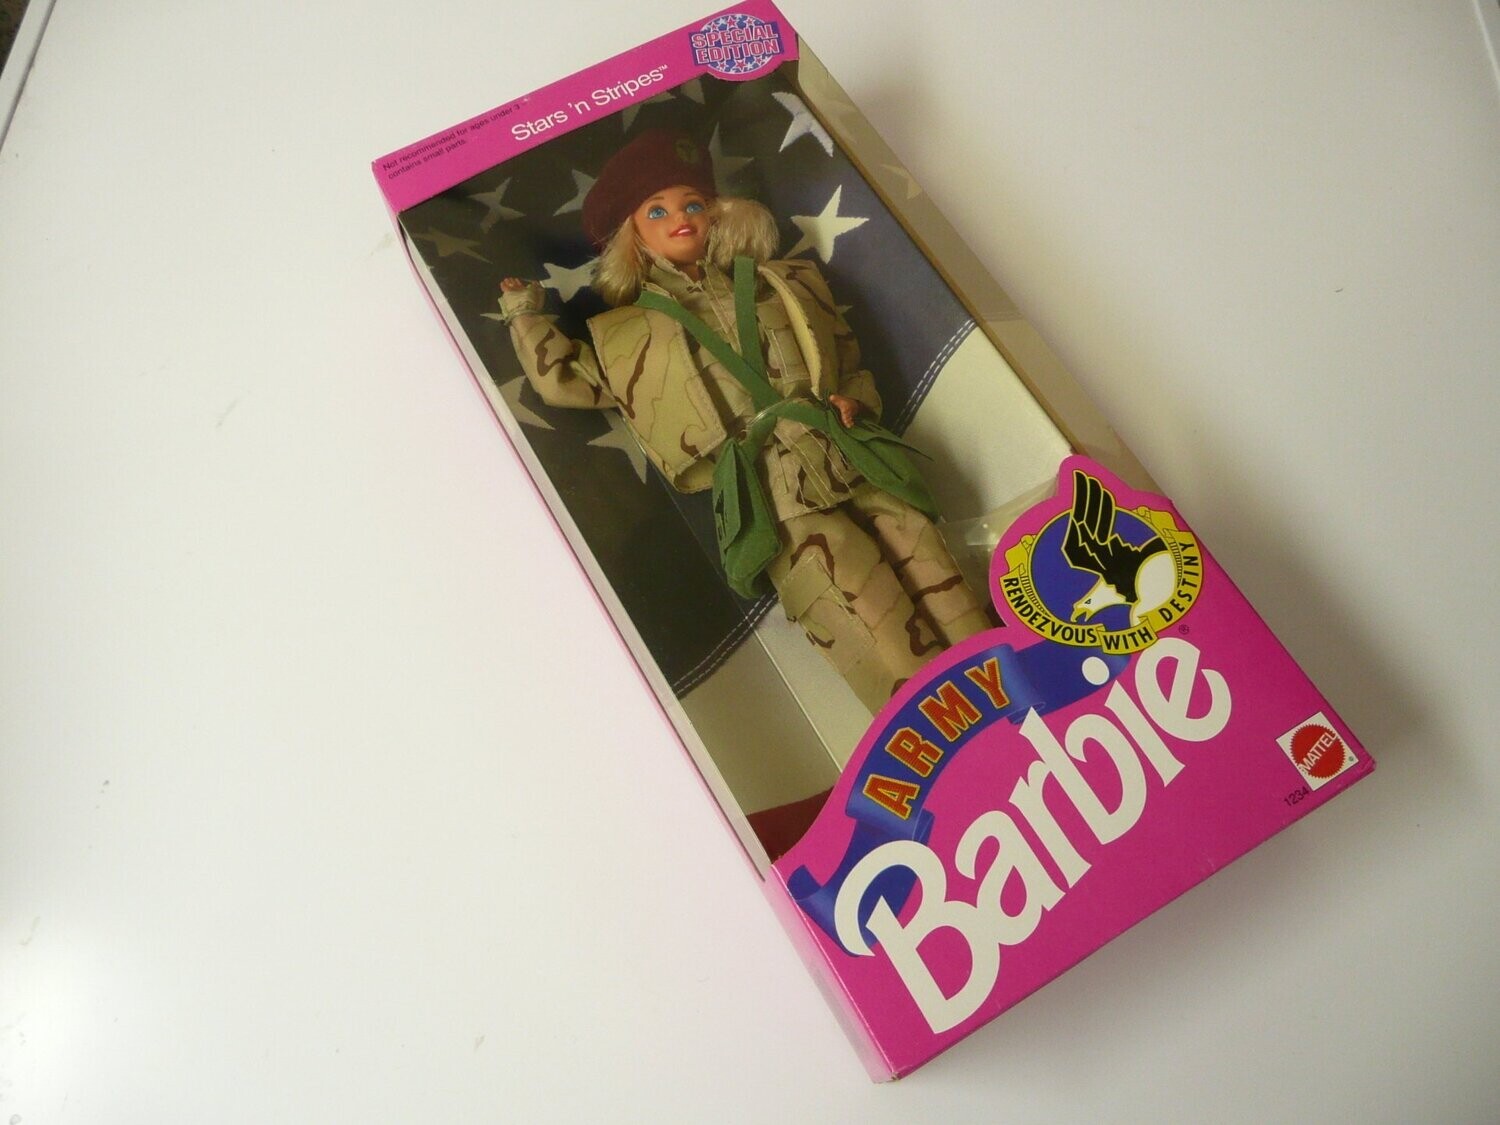 SPECIAL
EDITION
Stars 'n Stripes™
Not recommended for ages under 3 -
contains small parts.
RENDEZVOUS WITH DESTINY
ARMY
Barbie®
MATTEL
1234